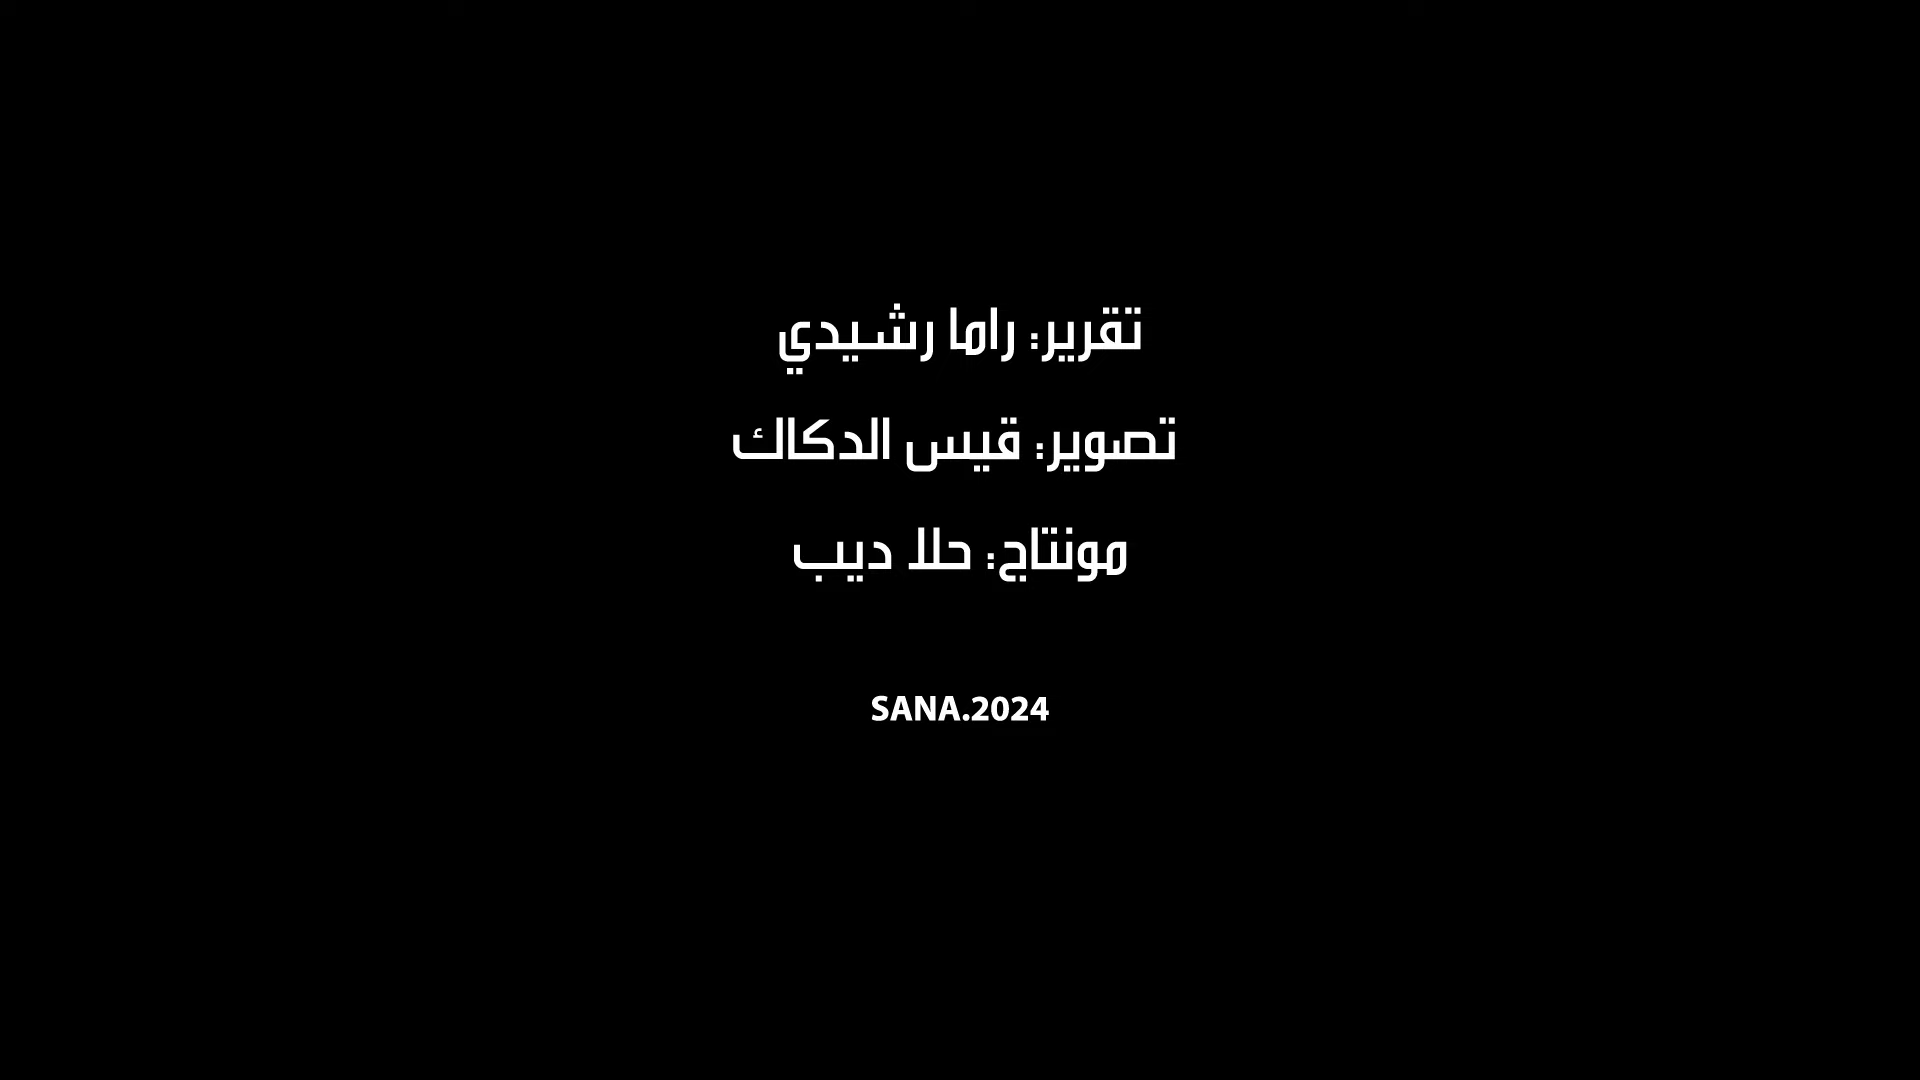 تقرير: راما رشيدي
تصوير: قيس الدكاك
مونتاج: حلا ديب
SANA.2024